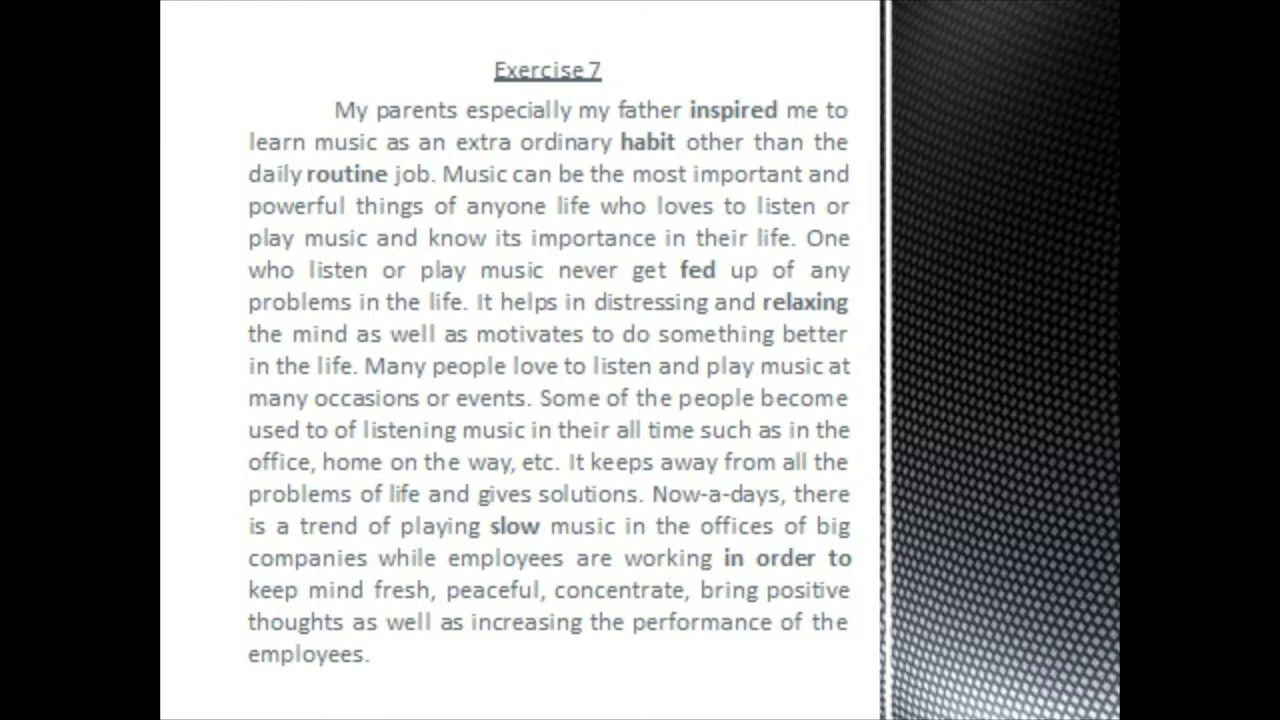 Exercise 7
My parents especially my father inspired me to
learn music as an extra ordinary habit other than the
daily routine job. Music can be the most important and
powerful things of anyone life who loves to listen or
play music and know its importance in their life. One
who listen or play music never get fed up of any
problems in the life. It helps in distressing and relaxing
the mind as well as motivates to do something better
in the life. Many people love to listen and play music at
many occasions or events. Some of the people become
used to of listening music in their all time such as in the
office, home on the way, etc. It keeps away from all the
problems of life and gives solutions. Now-a-days, there
is a trend of playing slow music in the offices of big
companies while employees are working in order to
keep mind fresh, peaceful, concentrate, bring positive
thoughts as well as increasing the performance of the
employees.